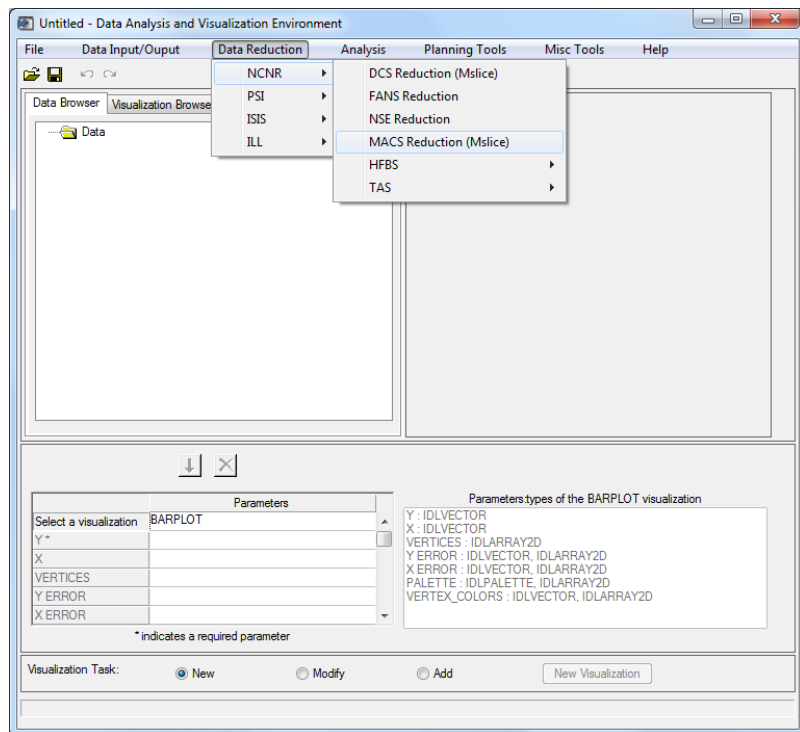 Untitled - Data Analysis and Visualization Environment
File Data Input/Ouput Data Reduction Analysis Planning Tools Misc Tools Help
NCNR
PSI
ISIS
ILL
DCS Reduction (Mslice)
FANS Reduction
NSE Reduction
MACS Reduction (Mslice)
HFBS
TAS
Data Browser Visualization Browse
Data
Parameters
Select a visualization BARPLOT
Y *
X
VERTICES
Y ERROR
X ERROR
* indicates a required parameter
Parameters:types of the BARPLOT visualization
Y : IDLVECTOR
X : IDLVECTOR
VERTICES : IDLARRAY2D
Y ERROR : IDLVECTOR, IDLARRAY2D
X ERROR : IDLVECTOR, IDLARRAY2D
PALETTE : IDLPALETTE, IDLARRAY2D
VERTEX_COLORS : IDLVECTOR, IDLARRAY2D
Visualization Task: New Modify Add New Visualization